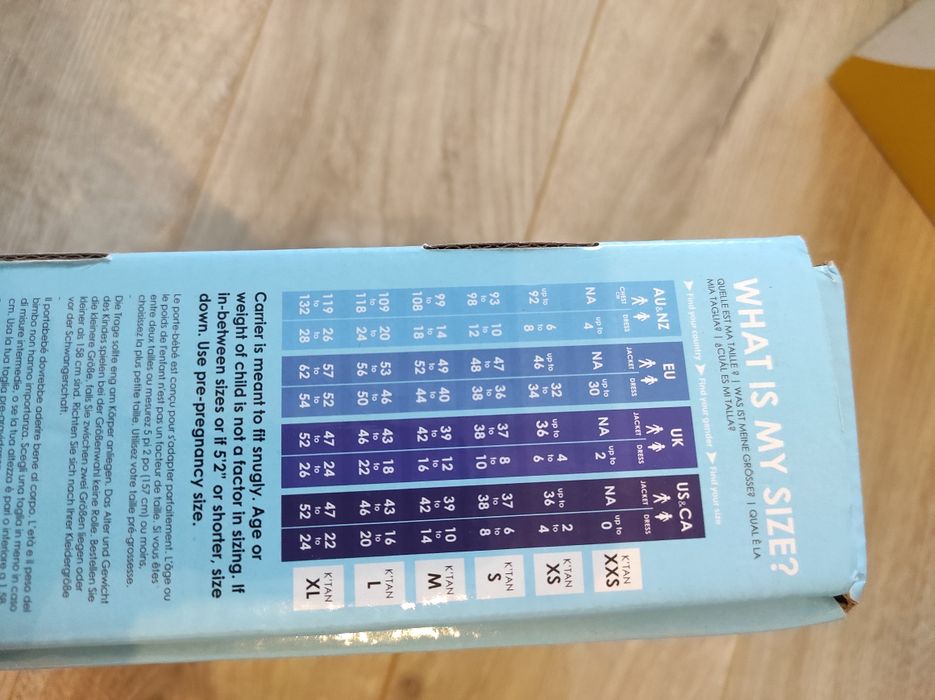 WHAT IS MY SIZE?
QUELLE EST MA TAILLE ? | WAS IST MEINE GRÖSSE? | QUAL È LA
MIA TAGLIA? | ¿CUÁL ES MI TALLA?
Find your country Find your gender Find your size
AU&NZ EU UK US.CA
CHEST CM DRESS JACKET DRESS JACKET DRESS JACKET DRESS
NA up to 4 NA up to 30 NA up to 2 NA up to 0 K'TAN XXS
up to 92 6 to 8 up to 46 32 to 34 up to 36 4 to 6 up to 36 2 to 4 K'TAN XS
93 to 98 10 to 12 47 to 48 36 to 38 37 to 38 8 to 10 37 to 38 6 to 8 K'TAN S
99 to 108 14 to 18 49 to 52 40 to 44 39 to 42 12 to 16 39 to 42 10 to 14 K'TAN M
109 to 118 20 to 24 53 to 56 46 to 50 43 to 46 18 to 22 43 to 46 16 to 20 K'TAN L
119 to 132 26 to 28 57 to 62 52 to 54 47 to 52 24 to 26 47 to 52 22 to 24 K'TAN XL
Carrier is meant to fit snugly. Age or
weight of child is not a factor in sizing. If
in-between sizes or if 5'2" or shorter, size
down. Use pre-pregnancy size.
Le porte-bébé est conçu pour s'adapter parfaitement. L'âge ou
le poids de l'enfant n'est pas un facteur de taille. Si vous êtes
entre deux tailles ou mesurez 5 pi 2 po (157 cm) ou moins,
choisissez la plus petite taille. Utilisez votre taille pré-grossesse.
Die Trage sollte eng am Körper anliegen. Das Alter und Gewicht
des Kindes spielen bei der Größenwahl keine Rolle. Bestellen Sie
die kleinere Größe, falls Sie zwischen zwei Größen liegen oder
kleiner als 158 cm sind. Richten Sie sich nach Ihrer Kleidergröße
vor der Schwangerschaft.
Il portabebé dovrebbe aderire bene al corpo. L'età e il peso del
bimbo non hanno importanza. Scegli una taglia in meno in caso
di misure intermedie, o se la tua altezza è pari o inferiore a 158
cm. Usa la tua taglia